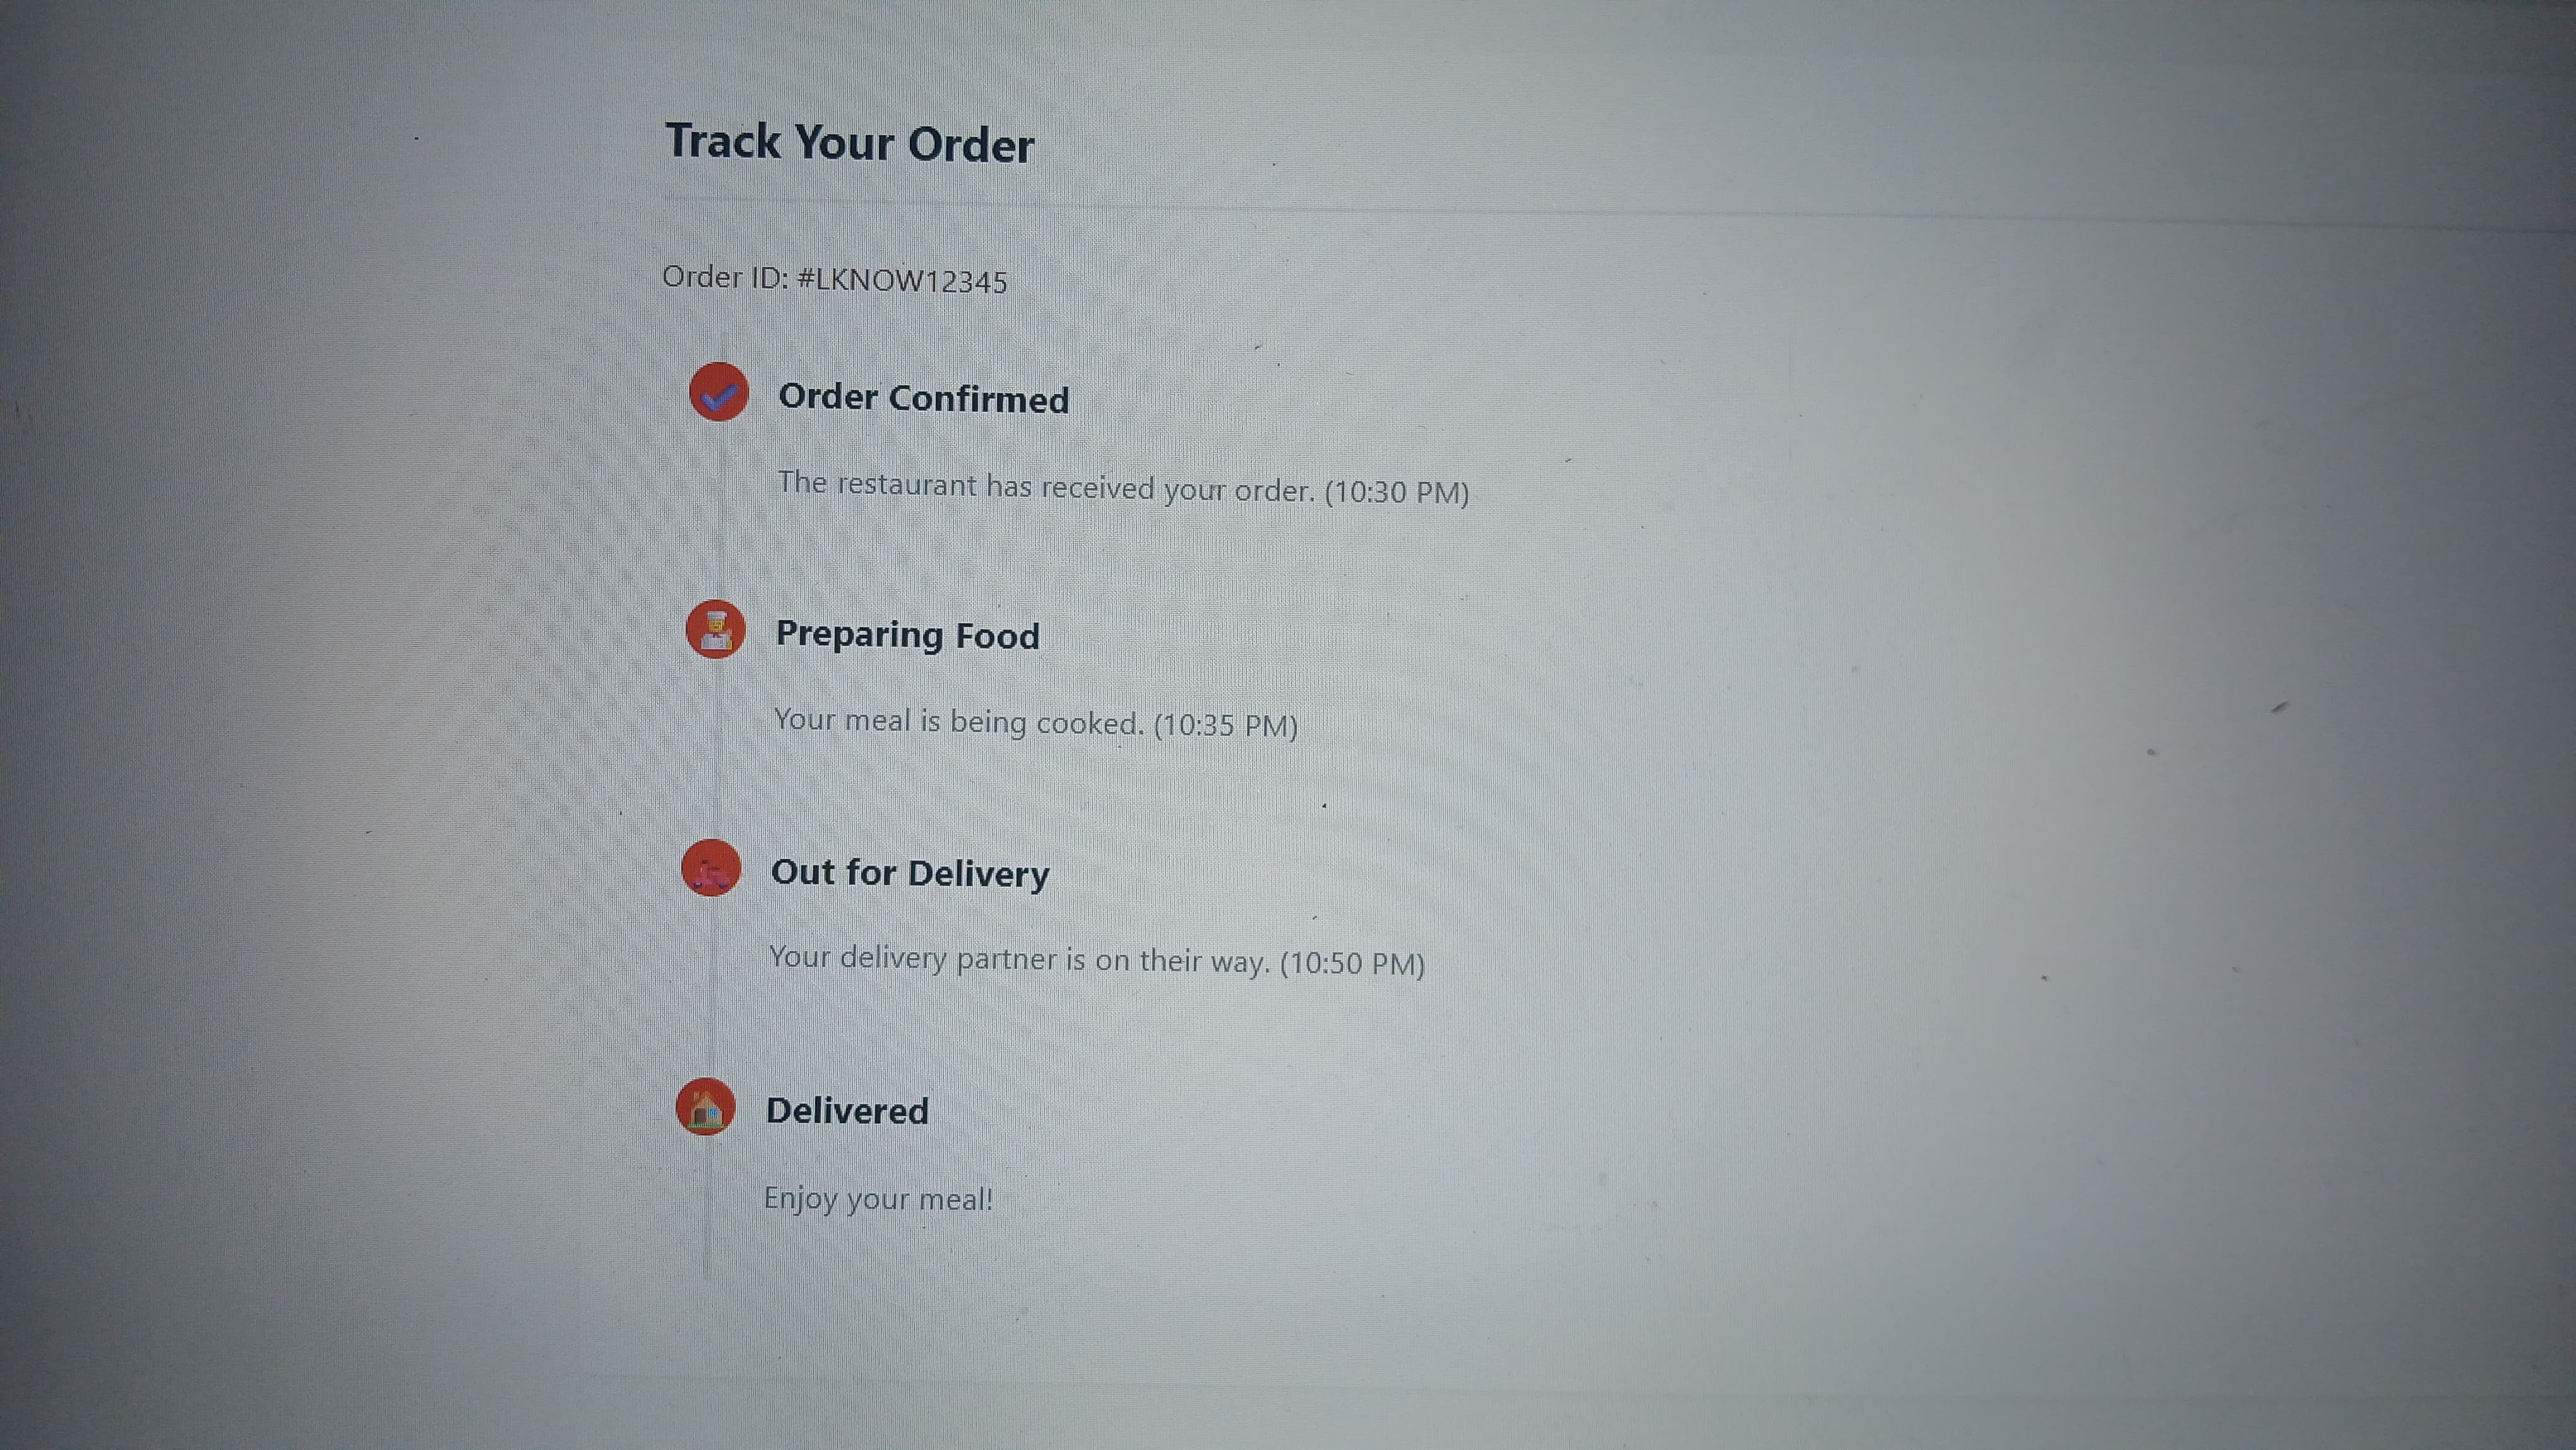 Track Your Order
Order ID: #LKNOW12345
Order Confirmed
The restaurant has received your order. (10:30 PM)
Preparing Food
Your meal is being cooked. (10:35 PM)
Out for Delivery
Your delivery partner is on their way. (10:50 PM)
Delivered
Enjoy your meal!